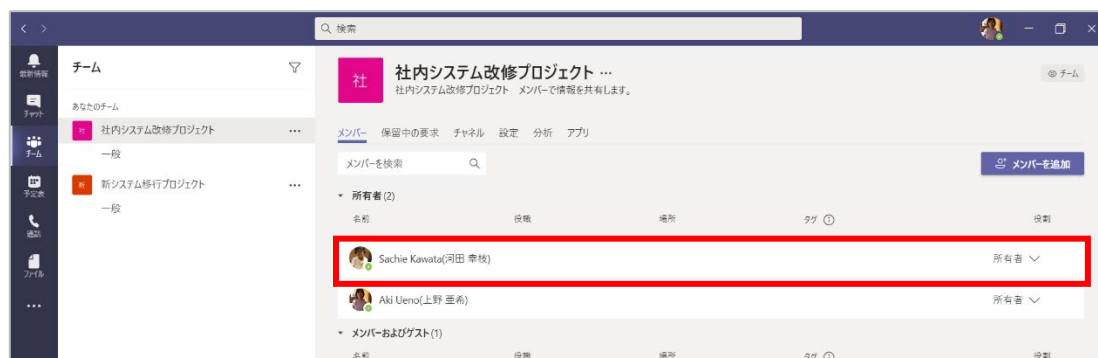 検索
最新情報
チャット
チーム
予定表
通話
ファイル
チーム
あなたのチーム
社 社内システム改修プロジェクト
一般
新 新システム移行プロジェクト
一般
社 社内システム改修プロジェクト
社内システム改修プロジェクト メンバーで情報を共有します。
チーム
メンバー 保留中の要求 チャネル 設定 分析 アプリ
メンバーを検索
メンバーを追加
所有者(2)
名前 役職 場所 タグ 役割
Sachie Kawata(河田 幸枝) 所有者
Aki Ueno(上野 亜希) 所有者
メンバーおよびゲスト(1)
名前 役職 場所 タグ 役割